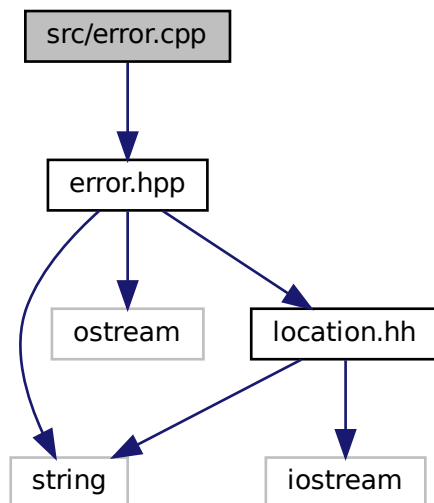 src/error.cpp
error.hpp
ostream
location.hh
string
iostream